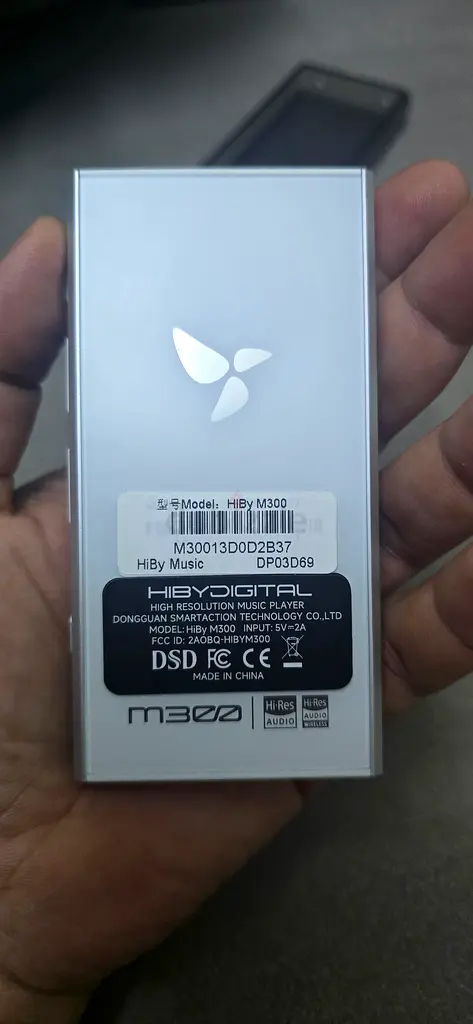 型号Model: HiBy M300
M30013D0D2B37
HiBy Music DP03D69
HIBYDIGITAL
HIGH RESOLUTION MUSIC PLAYER
DONGGUAN SMARTACTION TECHNOLOGY CO.,LTD
MODEL: HiBy M300 INPUT: 5V⎓2A
FCC ID: 2AOBQ-HIBYM300
DSD FC CE
MADE IN CHINA
m300 Hi-Res AUDIO Hi-Res AUDIO WIRELESS